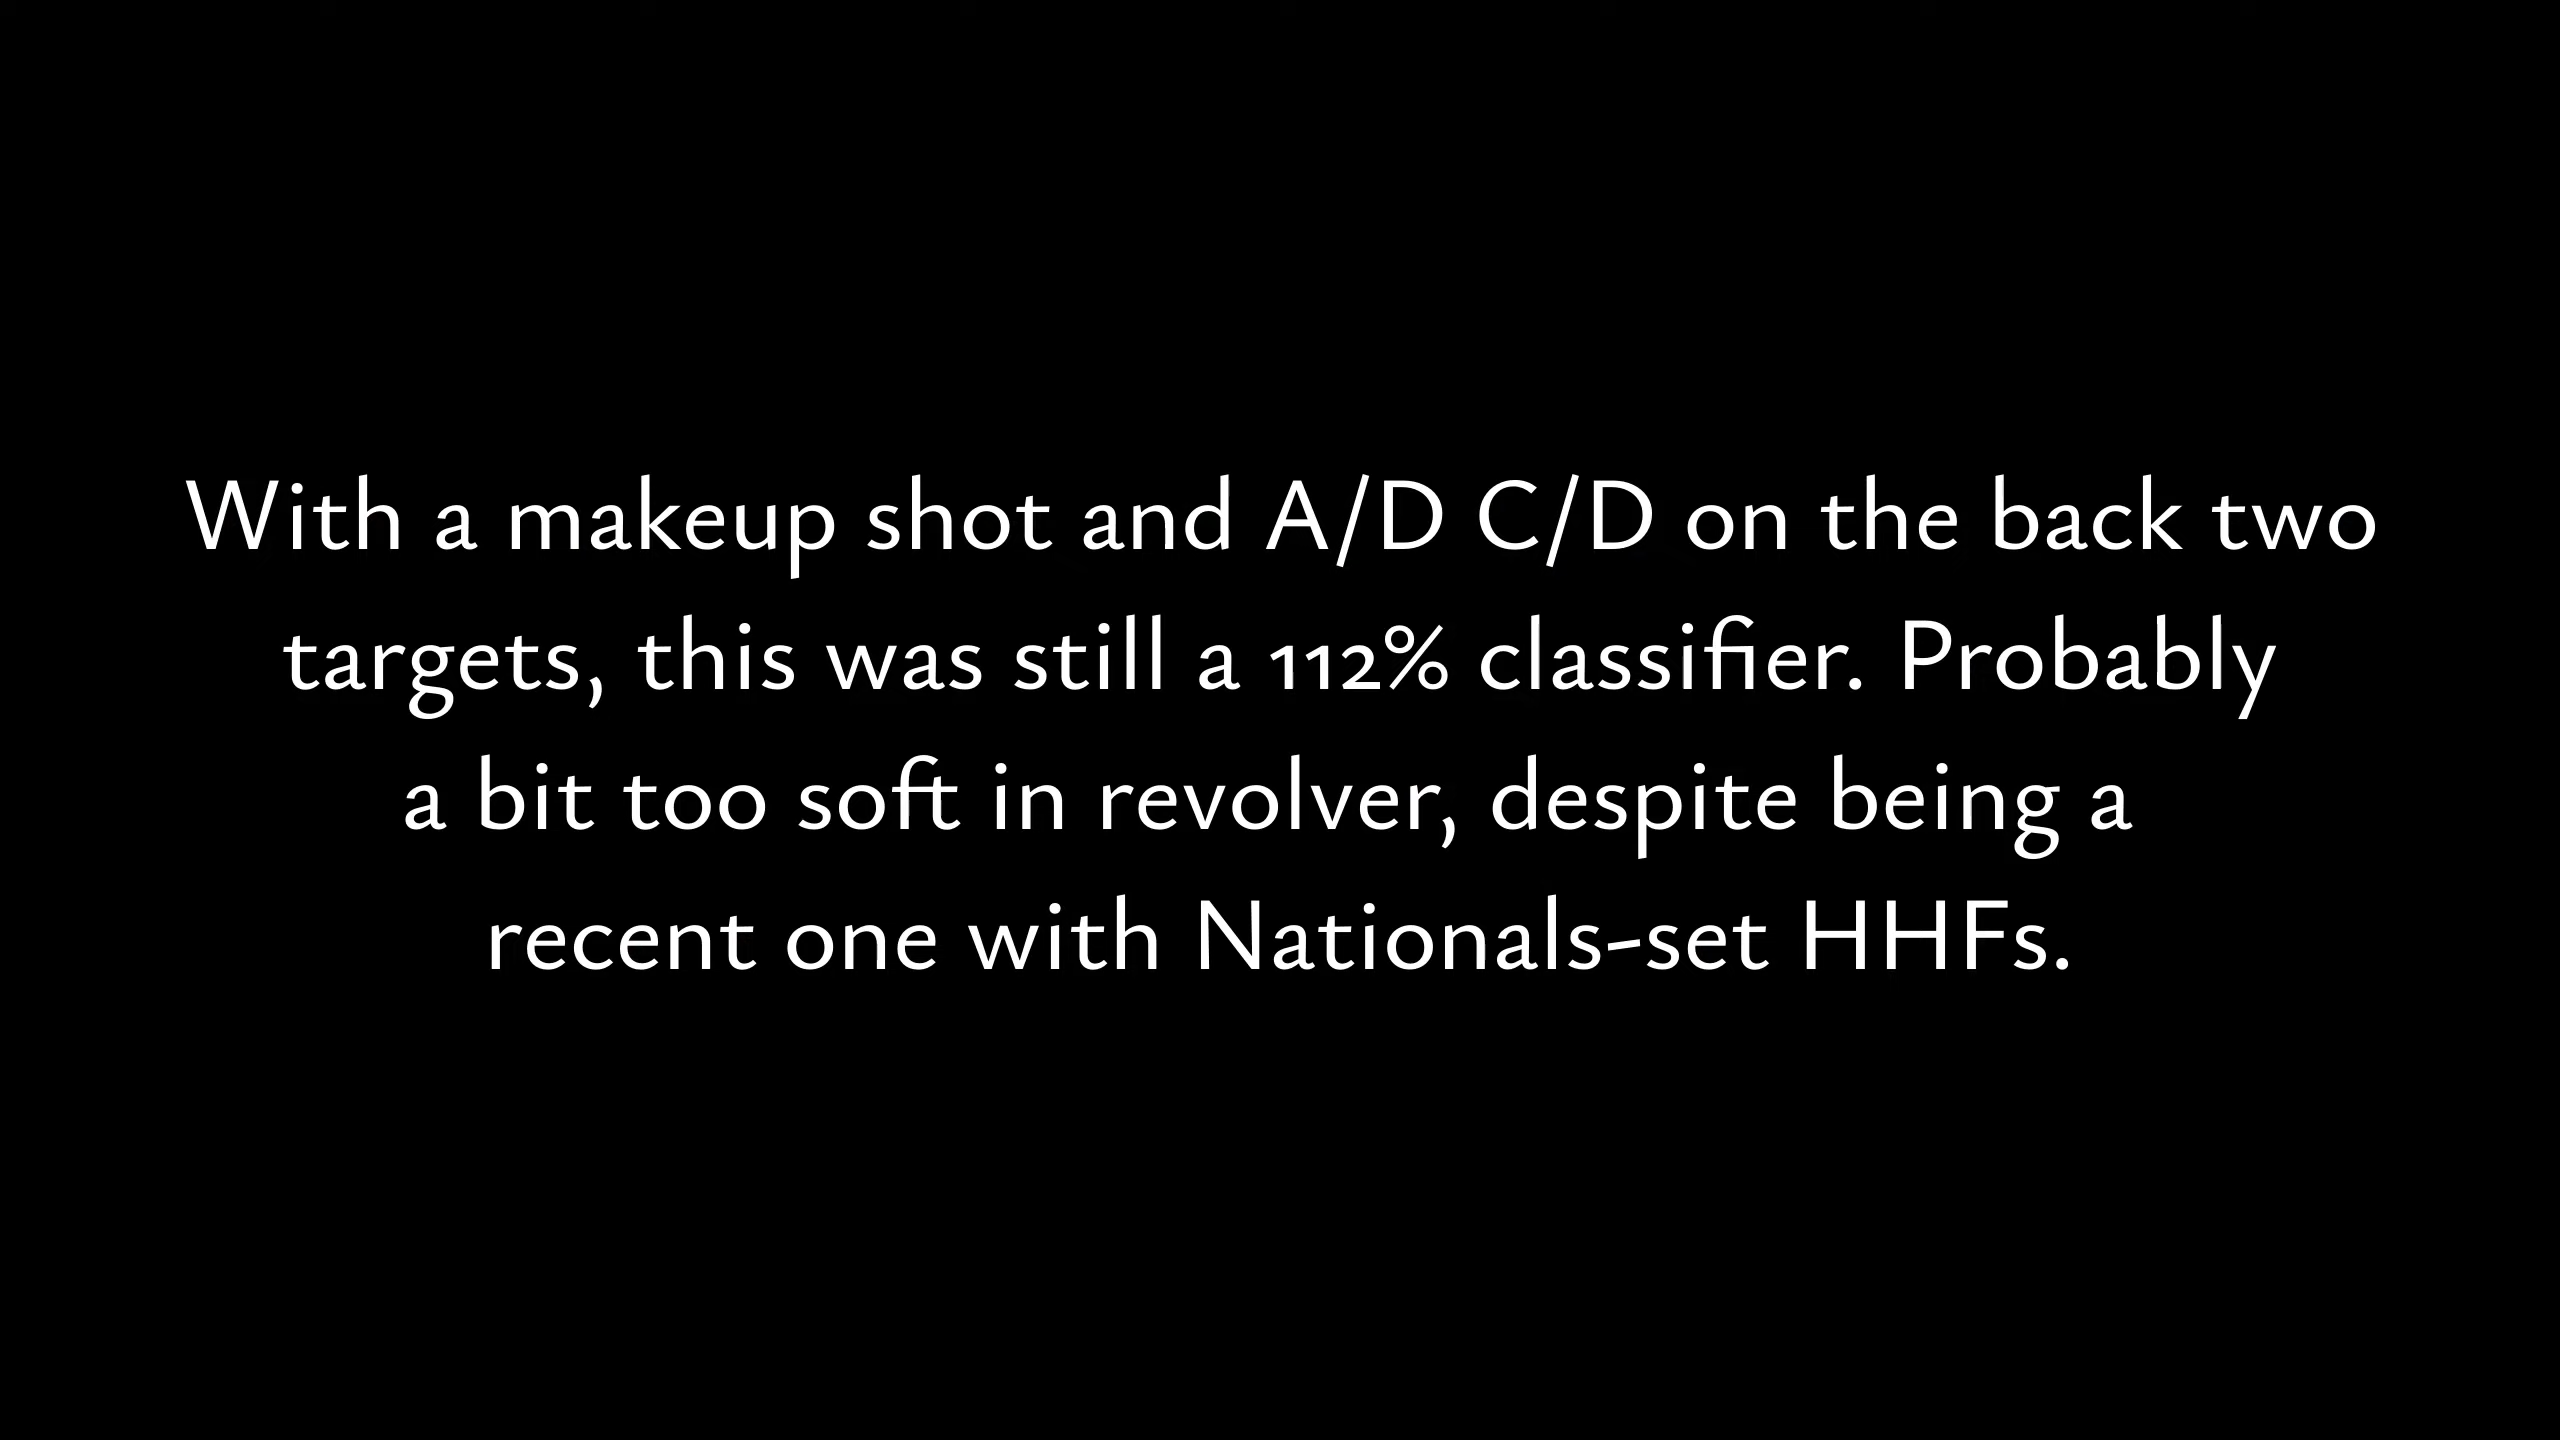 With a makeup shot and A/D C/D on the back two
targets, this was still a 112% classifier. Probably
a bit too soft in revolver, despite being a
recent one with Nationals-set HHFs.